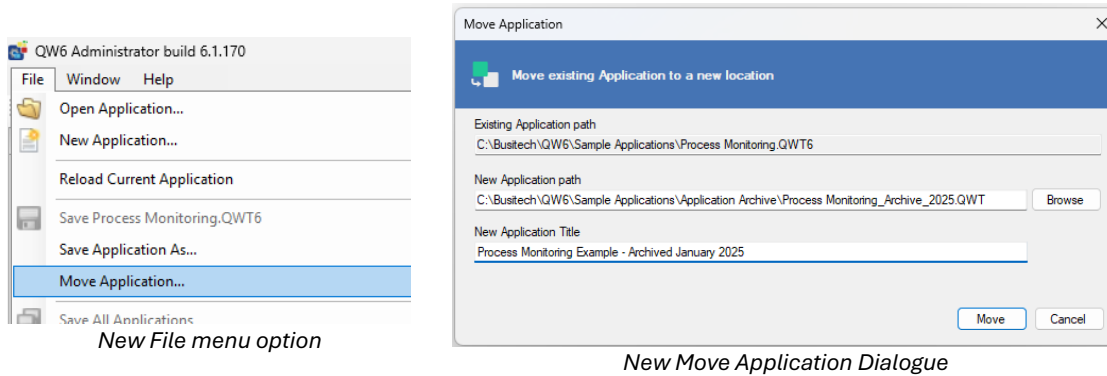 QW6 Administrator build 6.1.170
File Window Help
Open Application...
New Application...
Reload Current Application
Save Process Monitoring.QWT6
Save Application As...
Move Application...
Save All Applications
New File menu option
Move Application
Move existing Application to a new location
Existing Application path
C:\Busitech\QW6\Sample Applications\Process Monitoring.QWT6
New Application path
C:\Busitech\QW6\Sample Applications\Application Archive\Process Monitoring_Archive_2025.QWT
Browse
New Application Title
Process Monitoring Example - Archived January 2025
Move Cancel
New Move Application Dialogue